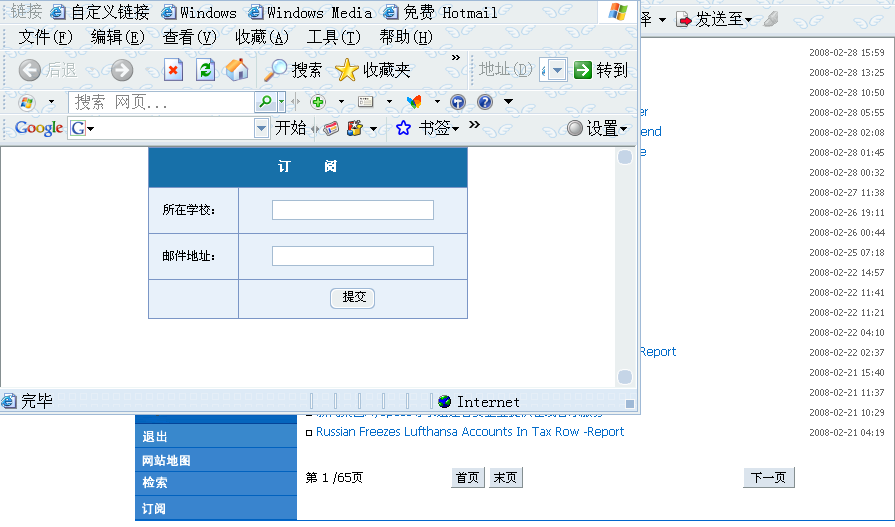 链接 自定义链接 Windows Windows Media 免费 Hotmail
文件(F) 编辑(E) 查看(V) 收藏(A) 工具(T) 帮助(H)
后退 搜索 收藏夹 » 地址(D) 转到
搜索 网页...
Google G 开始 书签 » 设置
订 阅
所在学校：
邮件地址：
提交
完毕 Internet
发送至
2008-02-28 15:59
2008-02-28 13:25
2008-02-28 10:50
er 2008-02-28 05:55
end 2008-02-28 02:08
e 2008-02-28 01:45
2008-02-28 00:32
2008-02-27 11:38
2008-02-26 19:11
2008-02-26 00:44
2008-02-25 07:18
2008-02-22 14:57
2008-02-22 11:41
2008-02-22 11:21
2008-02-22 04:10
Report 2008-02-22 02:37
2008-02-21 15:40
2008-02-21 11:37
2008-02-21 10:29
Russian Freezes Lufthansa Accounts In Tax Row -Report 2008-02-21 04:19
退出
网站地图
检索
订阅
第 1 /65页 首页 末页 下一页